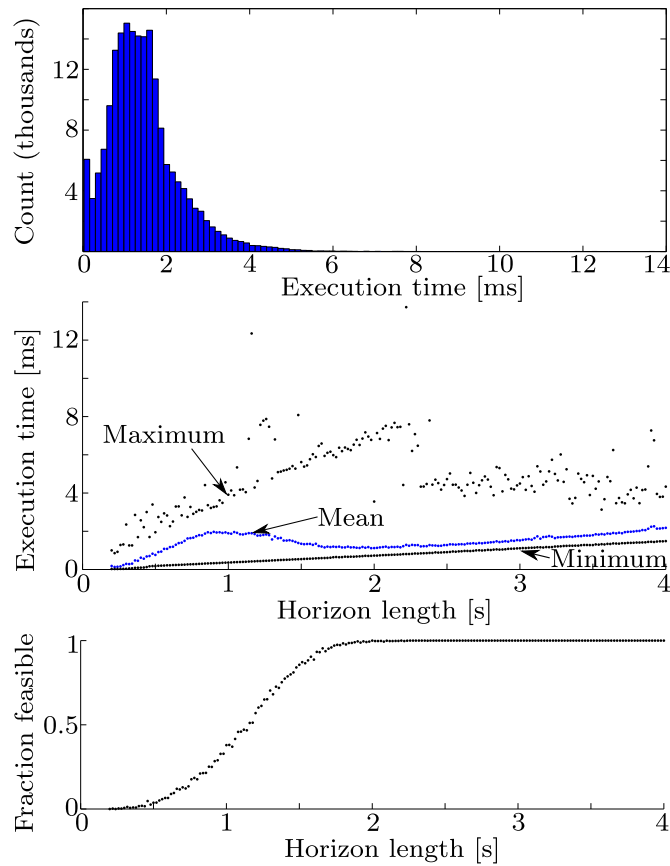 Count (thousands)
12
8
4
0 2 4 6 8 10 12 14
Execution time [ms]
Execution time [ms]
12
8
4
0
Maximum
Mean
Minimum
0 1 2 3 4
Horizon length [s]
Fraction feasible
1
0.5
0
0 1 2 3 4
Horizon length [s]